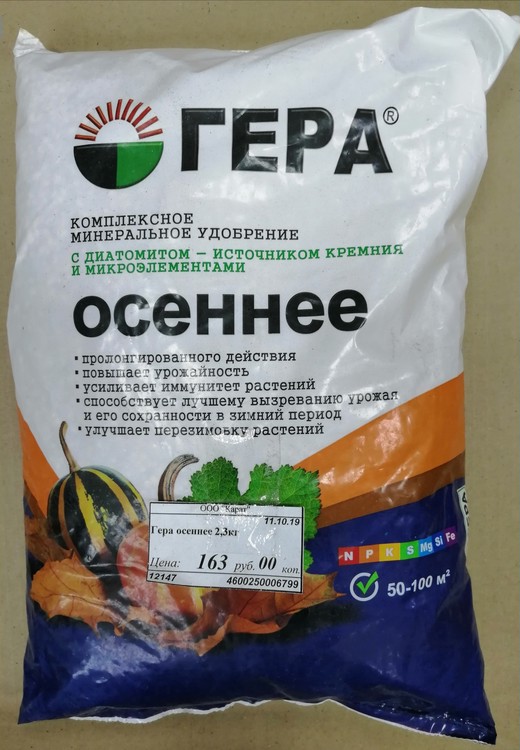 ГЕРА®
КОМПЛЕКСНОЕ
МИНЕРАЛЬНОЕ УДОБРЕНИЕ
С ДИАТОМИТОМ – ИСТОЧНИКОМ КРЕМНИЯ
И МИКРОЭЛЕМЕНТАМИ
осеннее
· пролонгированного действия
· повышает урожайность
· усиливает иммунитет растений
· способствует лучшему вызреванию урожая
и его сохранности в зимний период
· улучшает перезимовку растений
ООО "Карат"
11.10.19
Гера осеннее 2,3кг
Цена: 163 руб. 00 коп.
12147 4600250006799
N P K S Mg Si Fe
50-100 м²